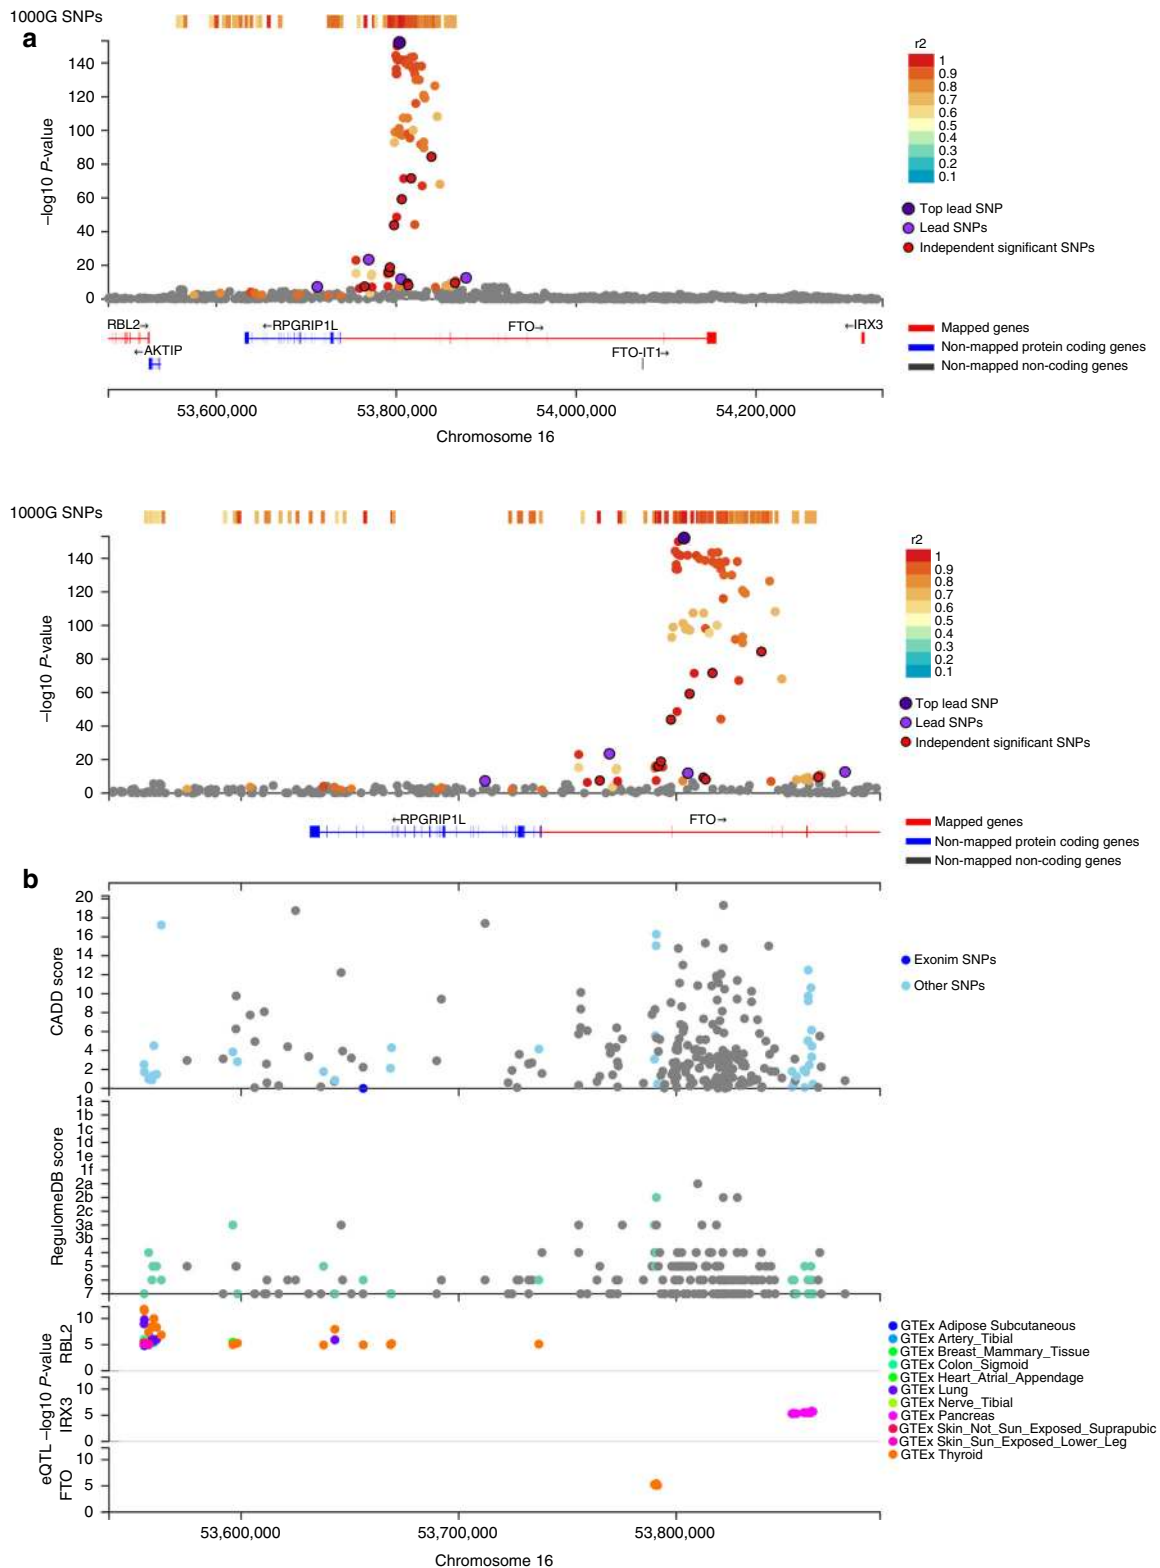 1000G SNPs
a
140
120
100
80
60
40
20
0
–log10 P-value
r2
1
0.9
0.8
0.7
0.6
0.5
0.4
0.3
0.2
0.1
Top lead SNP
Lead SNPs
Independent significant SNPs
RBL2→
←RPGRIP1L
FTO→
←IRX3
←AKTIP
FTO-IT1→
Mapped genes
Non-mapped protein coding genes
Non-mapped non-coding genes
53,600,000
53,800,000
54,000,000
54,200,000
Chromosome 16
1000G SNPs
140
120
100
80
60
40
20
0
–log10 P-value
r2
1
0.9
0.8
0.7
0.6
0.5
0.4
0.3
0.2
0.1
Top lead SNP
Lead SNPs
Independent significant SNPs
←RPGRIP1L
FTO→
Mapped genes
Non-mapped protein coding genes
Non-mapped non-coding genes
b
20
18
16
14
12
10
8
6
4
2
0
CADD score
Exonim SNPs
Other SNPs
1a
1b
1c
1d
1e
1f
2a
2b
2c
3a
3b
4
5
6
7
RegulomeDB score
10
5
0
RBL2
10
5
0
IRX3
10
5
0
FTO
eQTL –log10 P-value
GTEx Adipose Subcutaneous
GTEx Artery_Tibial
GTEx Breast_Mammary_Tissue
GTEx Colon_Sigmoid
GTEx Heart_Atrial_Appendage
GTEx Lung
GTEx Nerve_Tibial
GTEx Pancreas
GTEx Skin_Not_Sun_Exposed_Suprapubic
GTEx Skin_Sun_Exposed_Lower_Leg
GTEx Thyroid
53,600,000
53,700,000
53,800,000
Chromosome 16